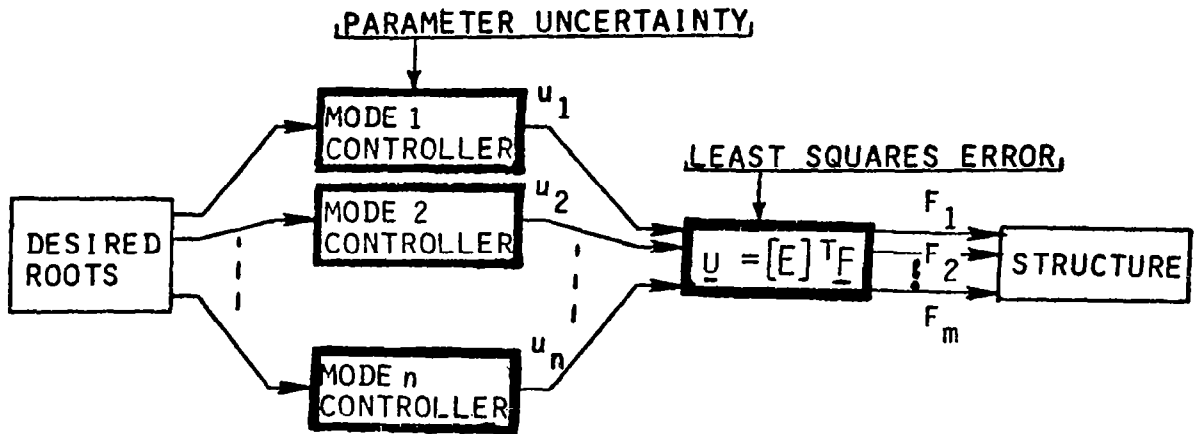 PARAMETER UNCERTAINTY
MODE 1
CONTROLLER
u1
LEAST SQUARES ERROR
DESIRED
ROOTS
MODE 2
CONTROLLER
u2
U = [E]ᵀF
F1
F2
Fm
STRUCTURE
MODE n
CONTROLLER
un